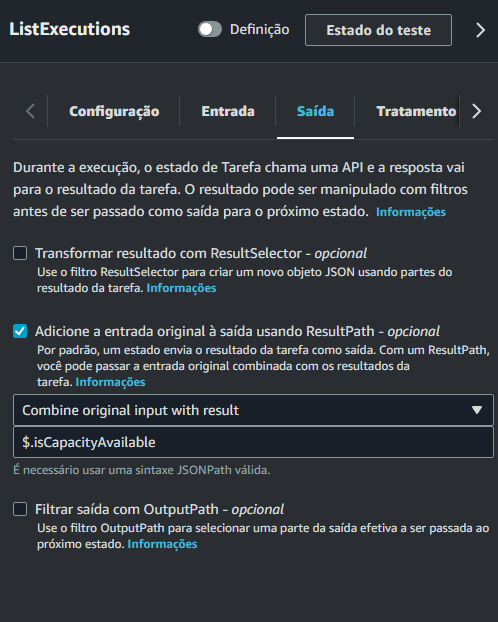 ListExecutions
Definição
Estado do teste
Configuração
Entrada
Saída
Tratamento
Durante a execução, o estado de Tarefa chama uma API e a resposta vai
para o resultado da tarefa. O resultado pode ser manipulado com filtros
antes de ser passado como saída para o próximo estado. Informações
Transformar resultado com ResultSelector - opcional
Use o filtro ResultSelector para criar um novo objeto JSON usando partes do
resultado da tarefa. Informações
Adicione a entrada original à saída usando ResultPath - opcional
Por padrão, um estado envia o resultado da tarefa como saída. Com um ResultPath,
você pode passar a entrada original combinada com os resultados da
tarefa. Informações
Combine original input with result
$.isCapacityAvailable
É necessário usar uma sintaxe JSONPath válida.
Filtrar saída com OutputPath - opcional
Use o filtro OutputPath para selecionar uma parte da saída efetiva a ser passada ao
próximo estado. Informações